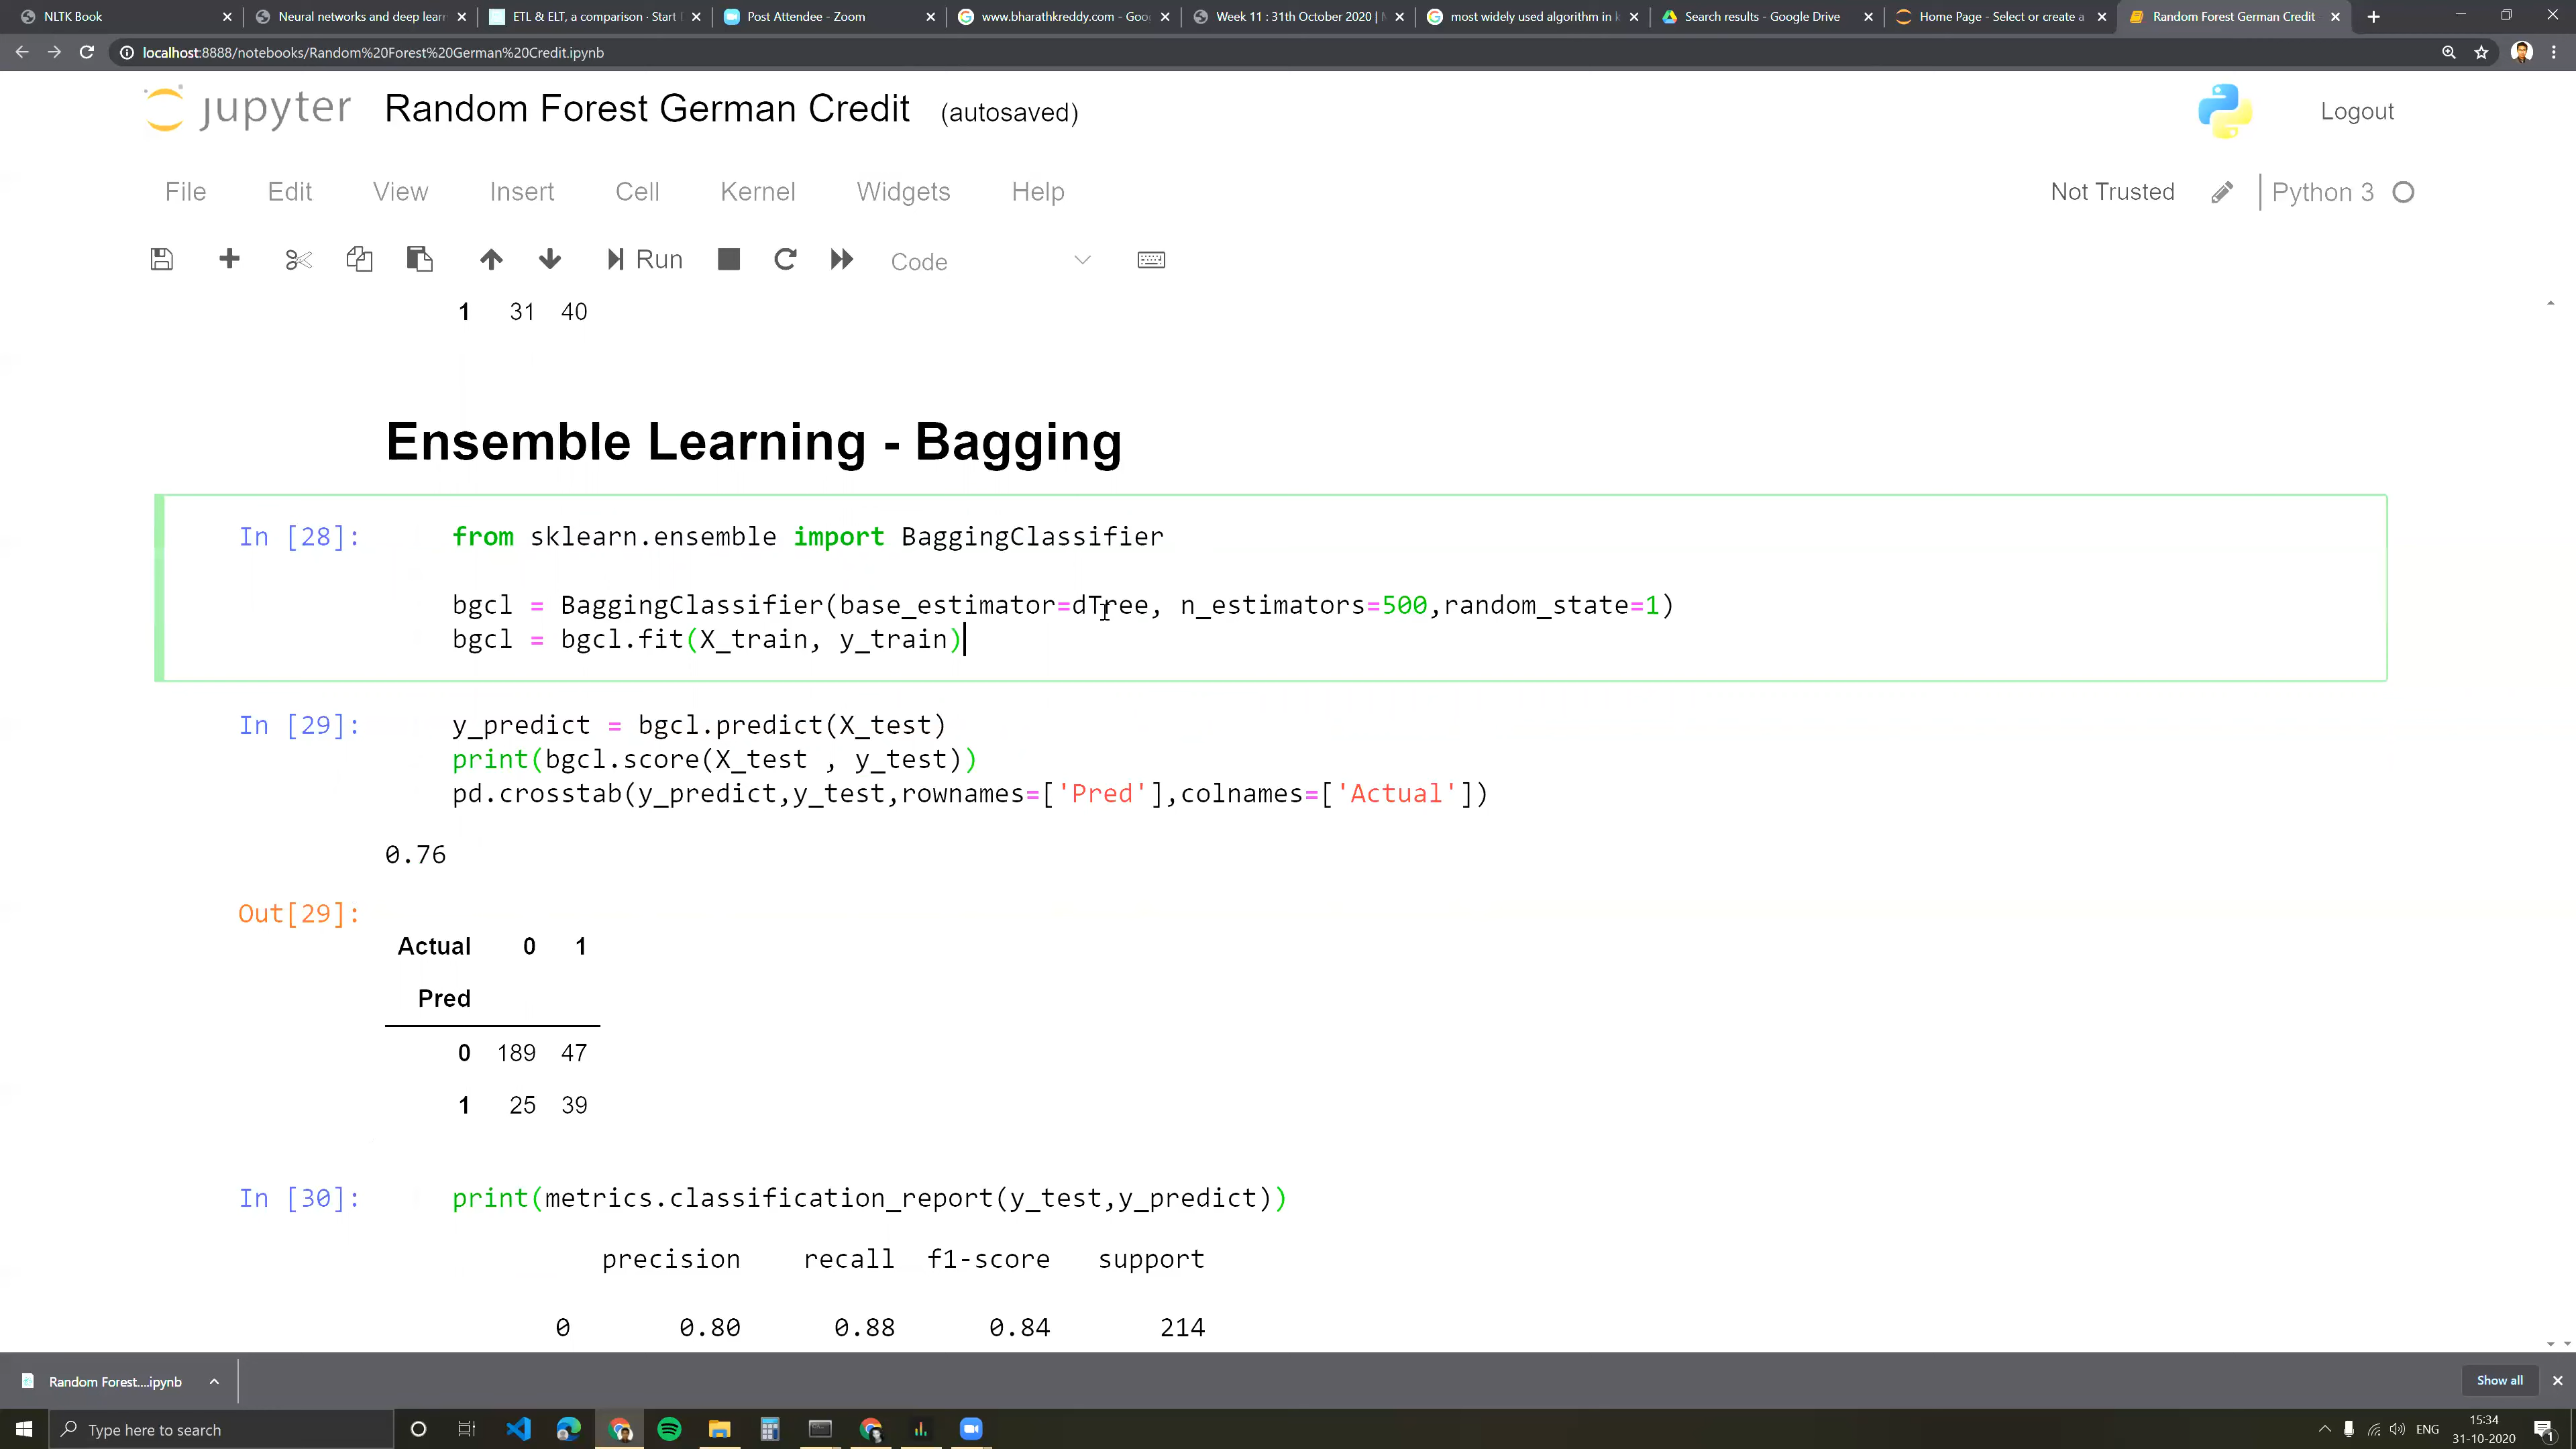 NLTK Book
Neural networks and deep learn
ETL & ELT, a comparison · Start
Post Attendee - Zoom
www.bharathkreddy.com - Goo
Week 11 : 31th October 2020 |
most widely used algorithm in k
Search results - Google Drive
Home Page - Select or create a
Random Forest German Credit
localhost:8888/notebooks/Random%20Forest%20German%20Credit.ipynb
jupyter Random Forest German Credit (autosaved)
Logout
File Edit View Insert Cell Kernel Widgets Help
Not Trusted
Python 3
Run
Code
1 31 40
Ensemble Learning - Bagging
In [28]: from sklearn.ensemble import BaggingClassifier
bgcl = BaggingClassifier(base_estimator=dTree, n_estimators=500,random_state=1)
bgcl = bgcl.fit(X_train, y_train)
In [29]: y_predict = bgcl.predict(X_test)
print(bgcl.score(X_test , y_test))
pd.crosstab(y_predict,y_test,rownames=['Pred'],colnames=['Actual'])
0.76
Out[29]:
Actual 0 1
Pred
0 189 47
1 25 39
In [30]: print(metrics.classification_report(y_test,y_predict))
precision recall f1-score support
0 0.80 0.88 0.84 214
Random Forest....ipynb
Show all
Type here to search
ENG
15:34
31-10-2020
1